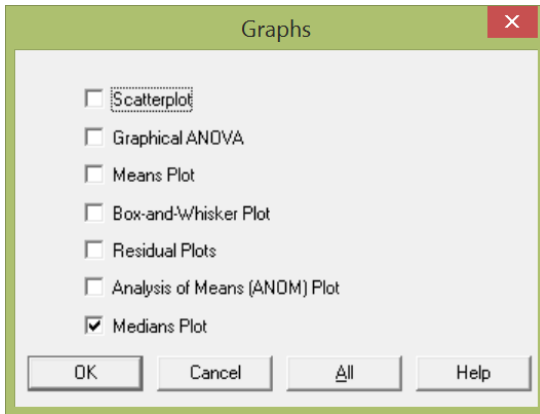 Graphs
Scatterplot
Graphical ANOVA
Means Plot
Box-and-Whisker Plot
Residual Plots
Analysis of Means (ANOM) Plot
Medians Plot
OK Cancel All Help